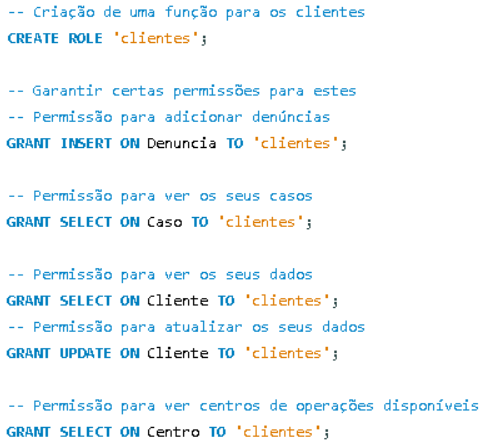 -- Criação de uma função para os clientes
CREATE ROLE 'clientes';
-- Garantir certas permissões para estes
-- Permissão para adicionar denúncias
GRANT INSERT ON Denuncia TO 'clientes';
-- Permissão para ver os seus casos
GRANT SELECT ON Caso TO 'clientes';
-- Permissão para ver os seus dados
GRANT SELECT ON Cliente TO 'clientes';
-- Permissão para atualizar os seus dados
GRANT UPDATE ON Cliente TO 'clientes';
-- Permissão para ver centros de operações disponíveis
GRANT SELECT ON Centro TO 'clientes';